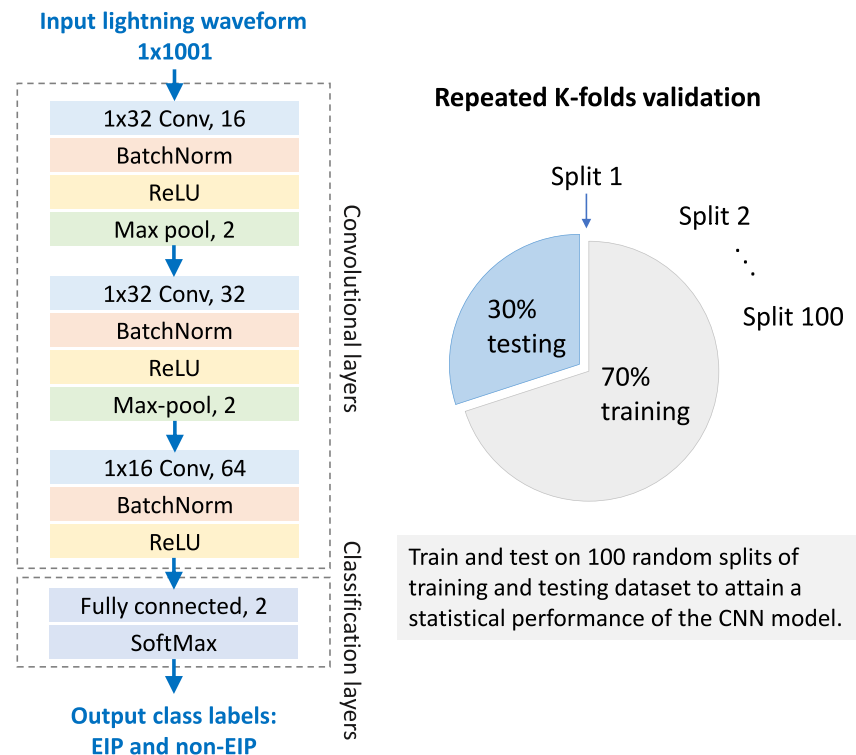 Input lightning waveform
1x1001
1x32 Conv, 16
BatchNorm
ReLU
Max pool, 2
1x32 Conv, 32
BatchNorm
ReLU
Max-pool, 2
1x16 Conv, 64
BatchNorm
ReLU
Convolutional layers
Fully connected, 2
SoftMax
Classification layers
Output class labels:
EIP and non-EIP
Repeated K-folds validation
Split 1
Split 2
Split 100
30%
testing
70%
training
Train and test on 100 random splits of
training and testing dataset to attain a
statistical performance of the CNN model.